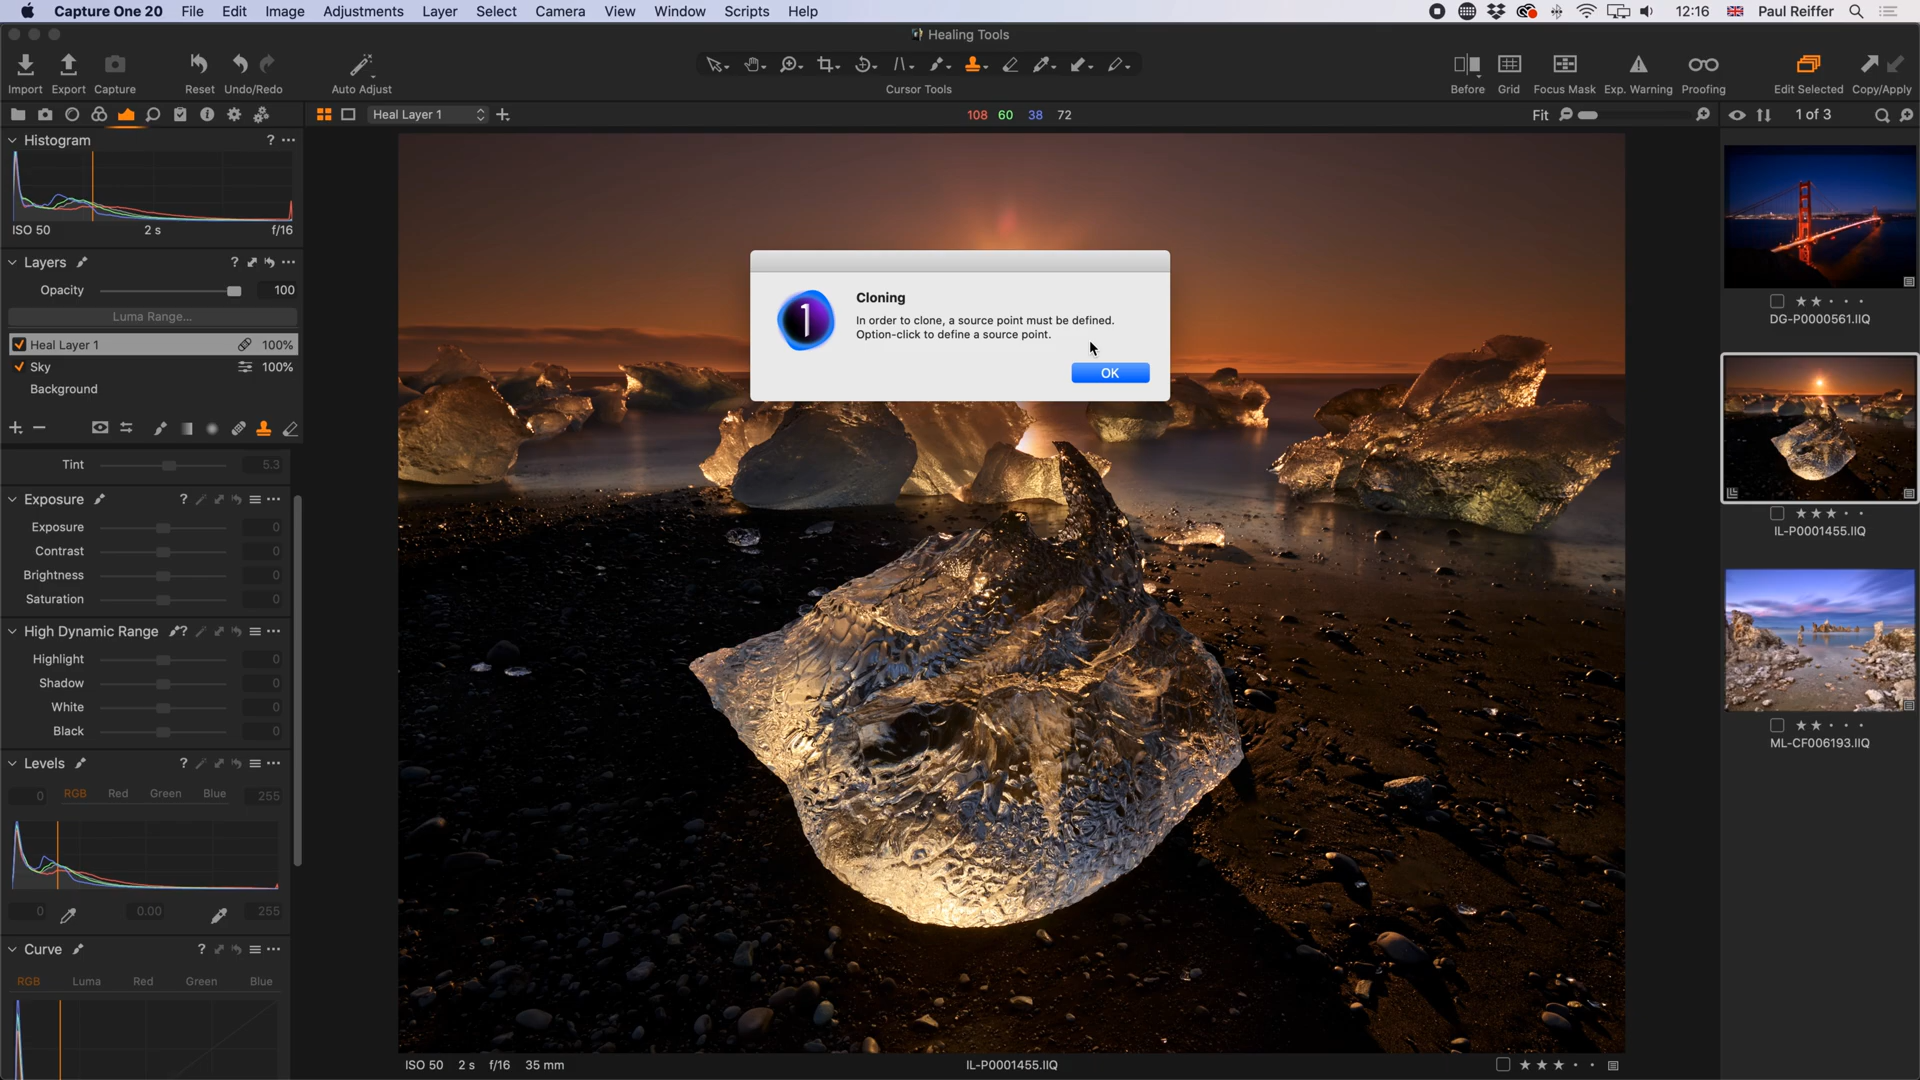 Capture One 20 File Edit Image Adjustments Layer Select Camera View Window Scripts Help 12:16 Paul Reiffer
Healing Tools
Import Export Capture Reset Undo/Redo Auto Adjust Cursor Tools Before Grid Focus Mask Exp. Warning Proofing Edit Selected Copy/Apply
Heal Layer 1 108 60 38 72 Fit 1 of 3
Histogram ?
ISO 50 2 s f/16
Layers ?
Opacity 100
Luma Range...
Heal Layer 1 100%
Sky 100%
Background
Tint 5.3
Exposure ?
Exposure 0
Contrast 0
Brightness 0
Saturation 0
High Dynamic Range ?
Highlight 0
Shadow 0
White 0
Black 0
Levels ?
0 RGB Red Green Blue 255
0 0.00 255
Curve ?
RGB Luma Red Green Blue
1
Cloning
In order to clone, a source point must be defined.
Option-click to define a source point.
OK
DG-P0000561.IIQ
IL-P0001455.IIQ
ML-CF006193.IIQ
ISO 50 2 s f/16 35 mm IL-P0001455.IIQ